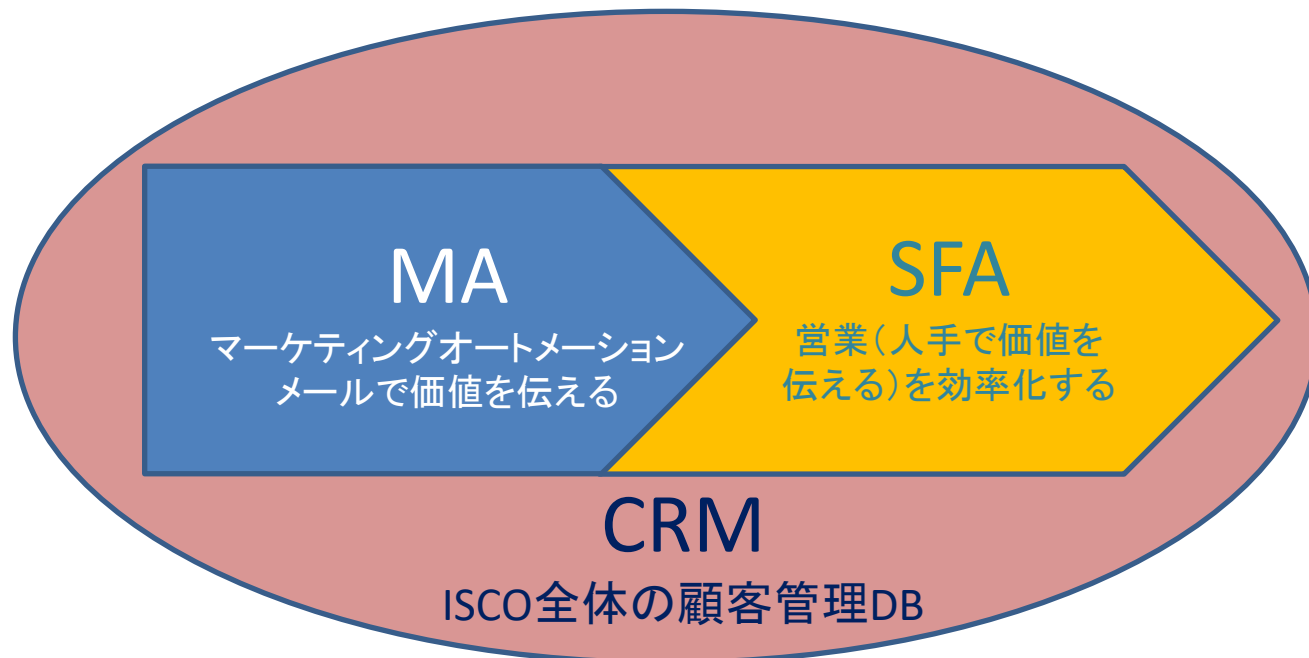 MA
マーケティングオートメーション
メールで価値を伝える
SFA
営業（人手で価値を
伝える）を効率化する
CRM
ISCO全体の顧客管理DB